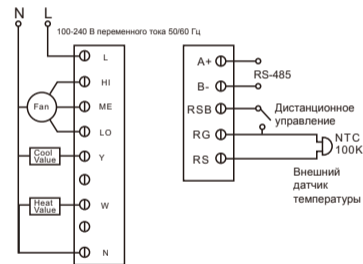 N L
100-240 В переменного тока 50/60 Гц
L
HI
Fan
ME
LO
Cool
Value
Y
Heat
Value
W
N
A+
RS-485
B-
RSB
Дистанционное
управление
RG
NTC
100K
RS
Внешний
датчик
температуры